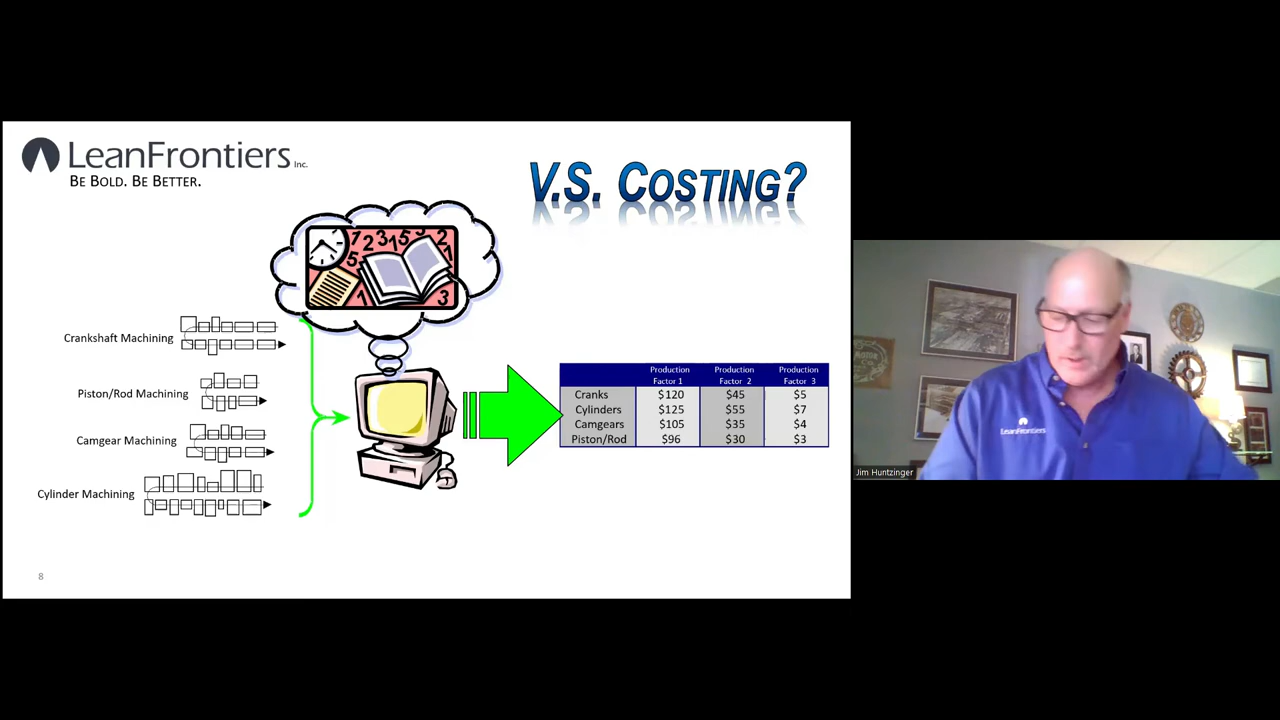 LeanFrontiers Inc.
BE BOLD. BE BETTER.
V.S. COSTING?
Crankshaft Machining
Piston/Rod Machining
Camgear Machining
Cylinder Machining
Production Factor 1 Production Factor 2 Production Factor 3
Cranks $120 $45 $5
Cylinders $125 $55 $7
Camgears $105 $35 $4
Piston/Rod $96 $30 $3
8
LeanFrontiers
Jim Huntzinger